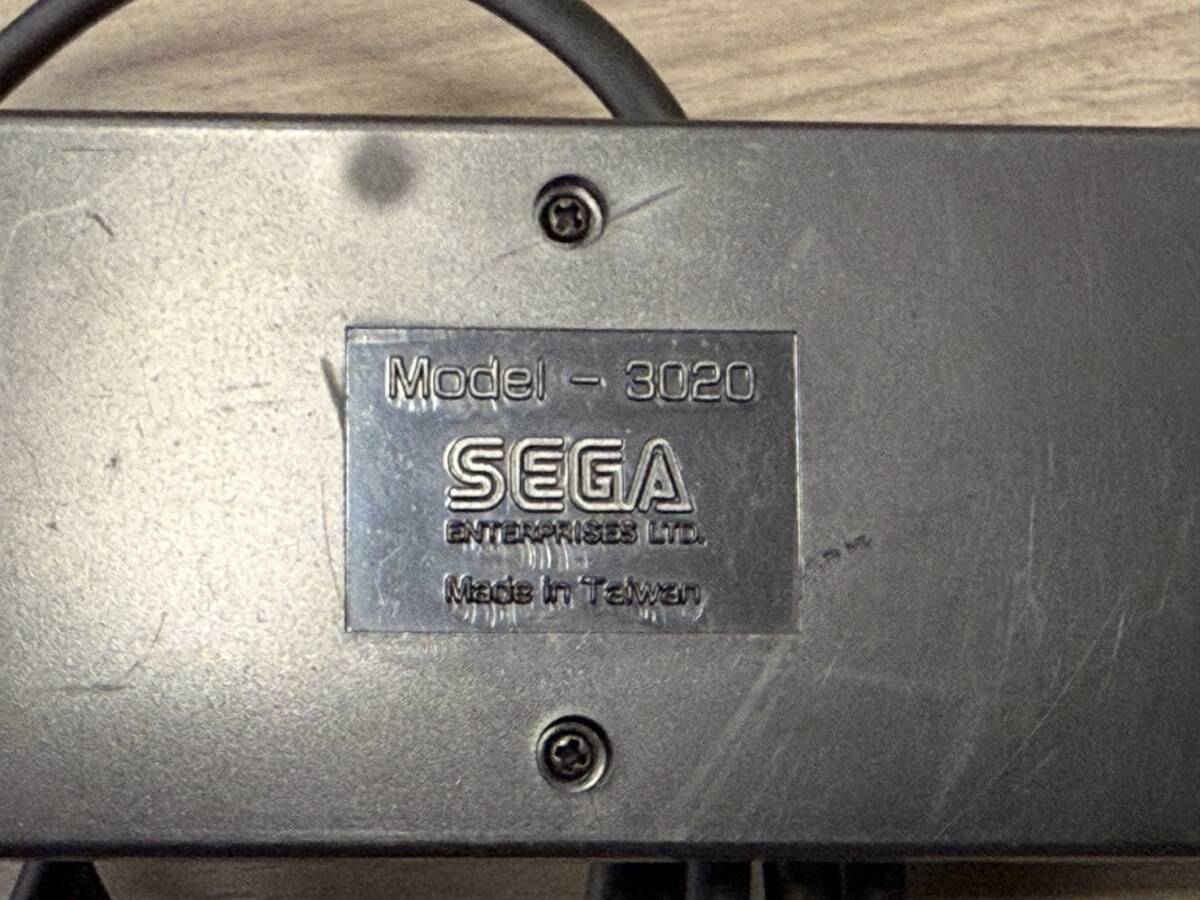 Model - 3020
SEGA
ENTERPRISES LTD.
Made in Taiwan